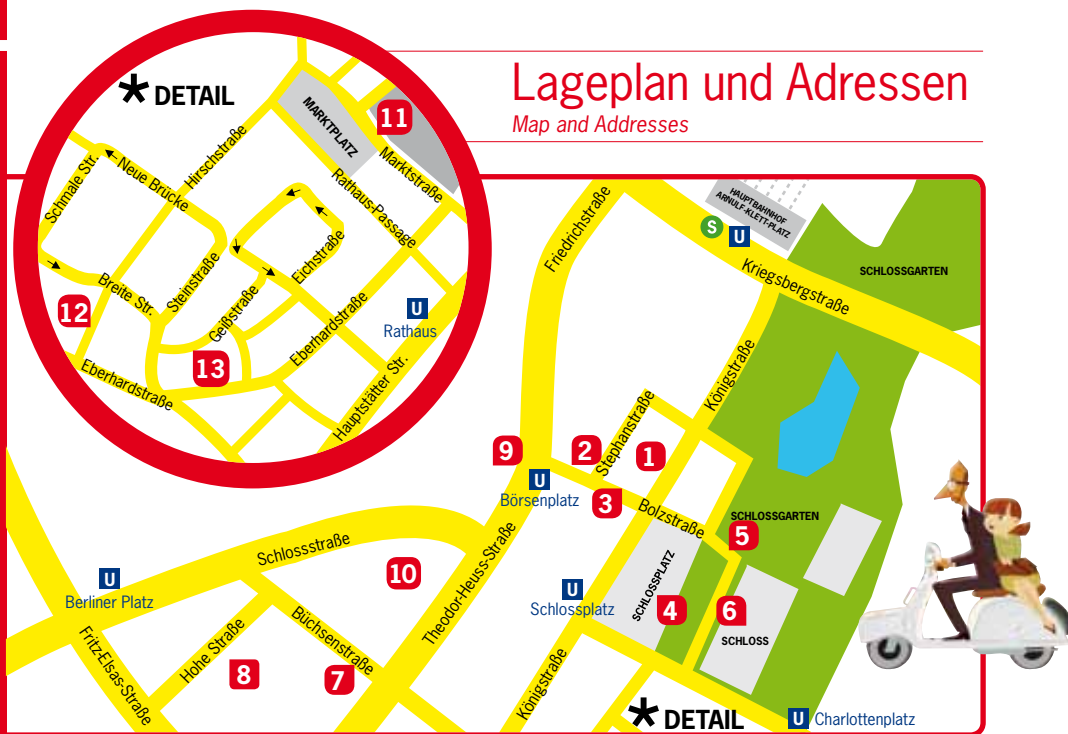 Lageplan und Adressen
Map and Addresses
* DETAIL
MARKTPLATZ
11
Marktstraße
Rathaus-Passage
Hirschstraße
Schmale Str.
Neue Brücke
Steinstraße
Eichstraße
Breite Str.
Geißstraße
Eberhardstraße
12
13
Eberhardstraße
U
Rathaus
Hauptstätter Str.
HAUPTBAHNHOF
ARNULF-KLETT-PLATZ
S
U
Friedrichstraße
Kriegsbergstraße
SCHLOSSGARTEN
Königstraße
Stephanstraße
9
2
1
U
Börsenplatz
3
Bolzstraße
SCHLOSSGARTEN
5
Schlossstraße
10
Theodor-Heuss-Straße
U
Berliner Platz
U
Schlossplatz
SCHLOSSPLATZ
4
6
SCHLOSS
Fritz-Elsas-Straße
Hohe Straße
8
Büchsenstraße
7
Königstraße
* DETAIL
U
Charlottenplatz